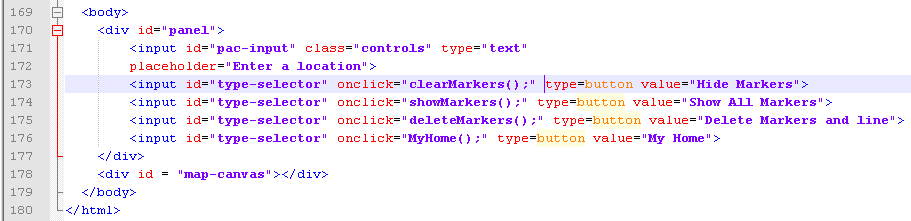 169 <body>
170 <div id="panel">
171 <input id="pac-input" class="controls" type="text"
172 placeholder="Enter a location">
173 <input id="type-selector" onclick="clearMarkers();" type=button value="Hide Markers">
174 <input id="type-selector" onclick="showMarkers();" type=button value="Show All Markers">
175 <input id="type-selector" onclick="deleteMarkers();" type=button value="Delete Markers and line">
176 <input id="type-selector" onclick="MyHome();" type=button value="My Home">
177 </div>
178 <div id = "map-canvas"></div>
179 </body>
180 </html>